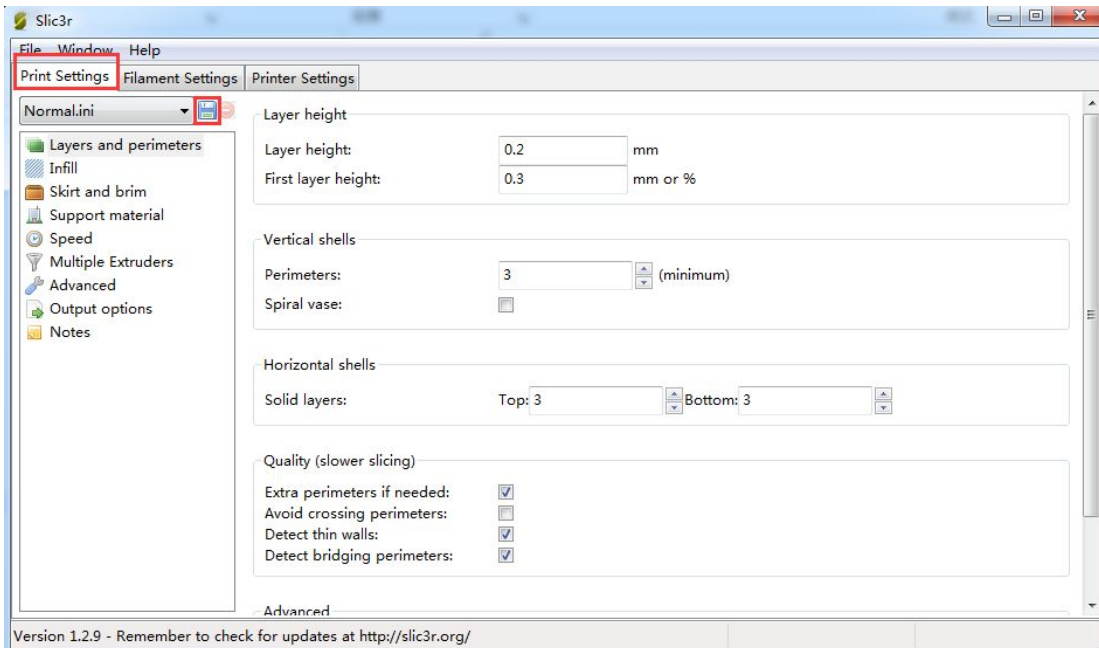 Slic3r
File Window Help
Print Settings Filament Settings Printer Settings
Normal.ini
Layers and perimeters
Infill
Skirt and brim
Support material
Speed
Multiple Extruders
Advanced
Output options
Notes
Layer height
Layer height: 0.2 mm
First layer height: 0.3 mm or %
Vertical shells
Perimeters: 3 (minimum)
Spiral vase:
Horizontal shells
Solid layers: Top: 3 Bottom: 3
Quality (slower slicing)
Extra perimeters if needed:
Avoid crossing perimeters:
Detect thin walls:
Detect bridging perimeters:
Advanced
Version 1.2.9 - Remember to check for updates at http://slic3r.org/